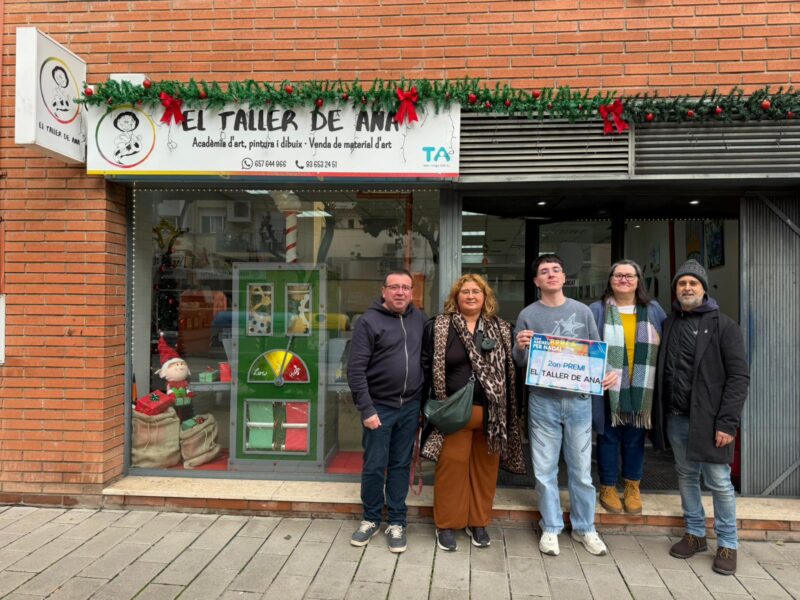 EL TALLER DE ANA
EL TALLER DE ANA
Acadèmia d'art, pintura i dibuix · Venda de material d'art
657 644 966
93 653 24 61
TA
PER NADAL
2on PREMI
EL TALLER DE ANA